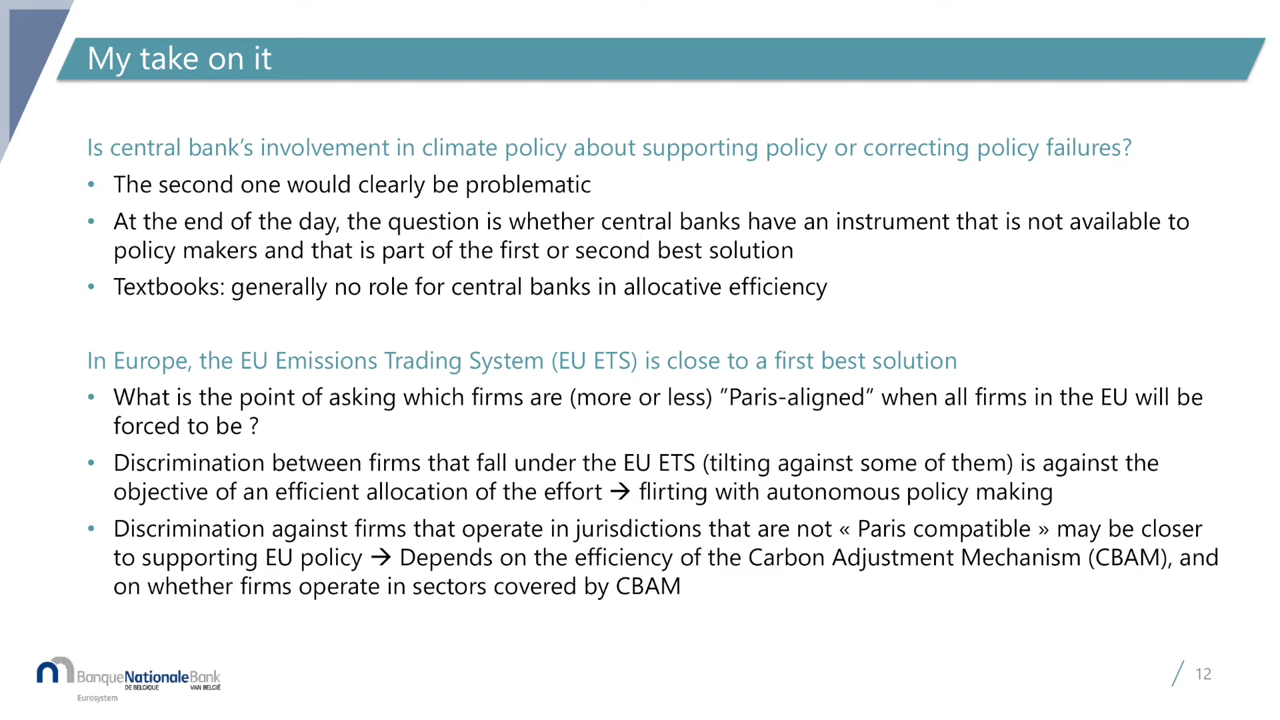 My take on it
Is central bank's involvement in climate policy about supporting policy or correcting policy failures?
• The second one would clearly be problematic
• At the end of the day, the question is whether central banks have an instrument that is not available to
policy makers and that is part of the first or second best solution
• Textbooks: generally no role for central banks in allocative efficiency
In Europe, the EU Emissions Trading System (EU ETS) is close to a first best solution
• What is the point of asking which firms are (more or less) "Paris-aligned" when all firms in the EU will be
forced to be ?
• Discrimination between firms that fall under the EU ETS (tilting against some of them) is against the
objective of an efficient allocation of the effort → flirting with autonomous policy making
• Discrimination against firms that operate in jurisdictions that are not « Paris compatible » may be closer
to supporting EU policy → Depends on the efficiency of the Carbon Adjustment Mechanism (CBAM), and
on whether firms operate in sectors covered by CBAM
BanqueNationaleBank
DE BELGIQUE VAN BELGIË
Eurosystem
12